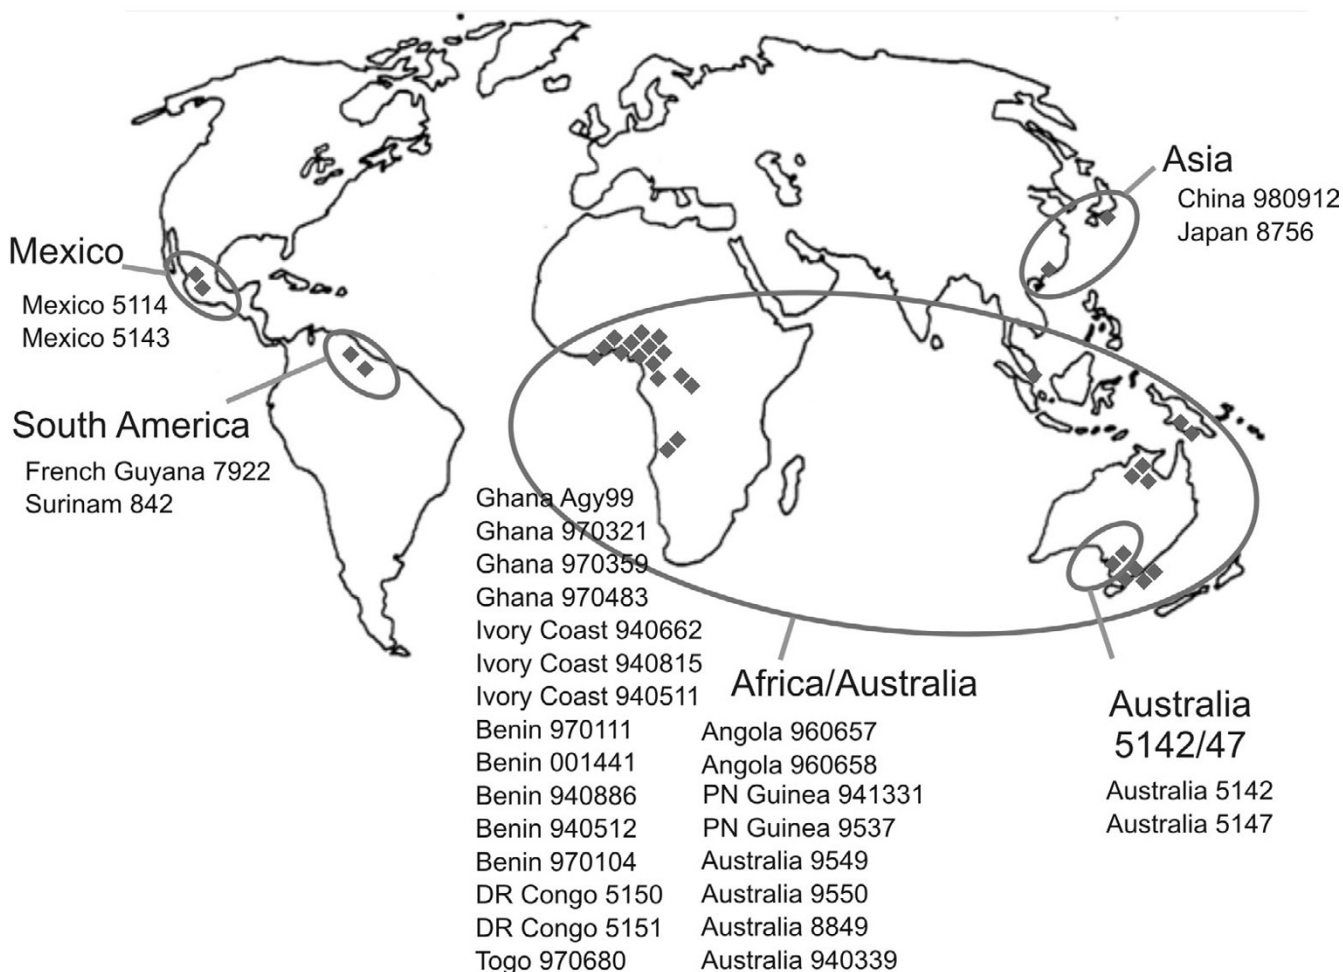 Asia
China 980912
Japan 8756
Mexico
Mexico 5114
Mexico 5143
South America
French Guyana 7922
Surinam 842
Ghana Agy99
Ghana 970321
Ghana 970359
Ghana 970483
Ivory Coast 940662
Ivory Coast 940815
Ivory Coast 940511
Benin 970111
Benin 001441
Benin 940886
Benin 940512
Benin 970104
DR Congo 5150
DR Congo 5151
Togo 970680
Africa/Australia
Angola 960657
Angola 960658
PN Guinea 941331
PN Guinea 9537
Australia 9549
Australia 9550
Australia 8849
Australia 940339
Australia
5142/47
Australia 5142
Australia 5147